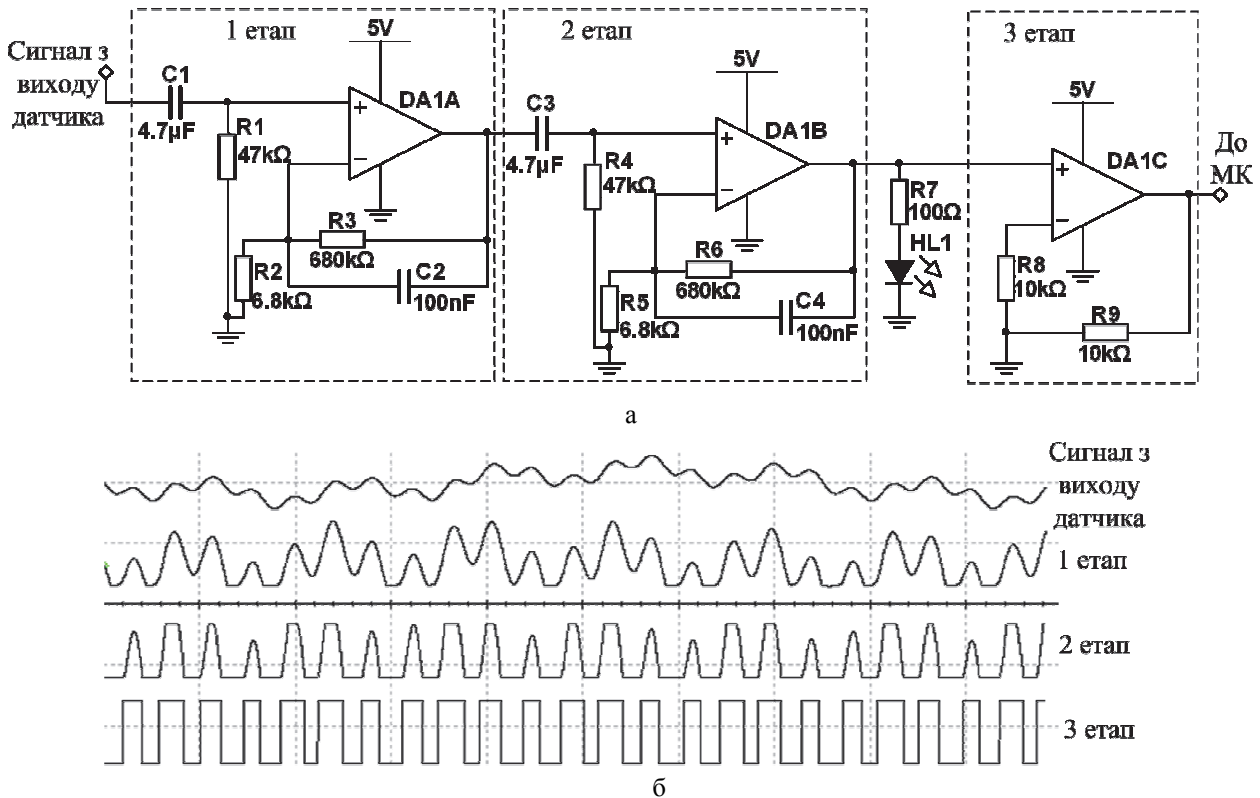 1 етап
2 етап
3 етап
Сигнал з
виходу
датчика
C1
4.7µF
R1
47kΩ
5V
DA1A
R3
680kΩ
R2
6.8kΩ
C2
100nF
C3
4.7µF
R4
47kΩ
5V
DA1B
R6
680kΩ
R5
6.8kΩ
C4
100nF
R7
100Ω
HL1
5V
DA1C
R8
10kΩ
R9
10kΩ
До
МК
а
Сигнал з
виходу
датчика
1 етап
2 етап
3 етап
б